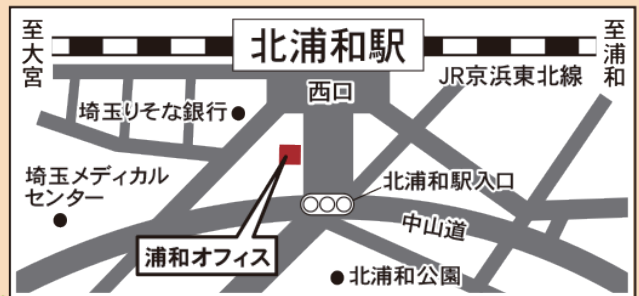 至大宮
北浦和駅
至浦和
JR京浜東北線
西口
埼玉りそな銀行
埼玉メディカル
センター
北浦和駅入口
中山道
浦和オフィス
北浦和公園